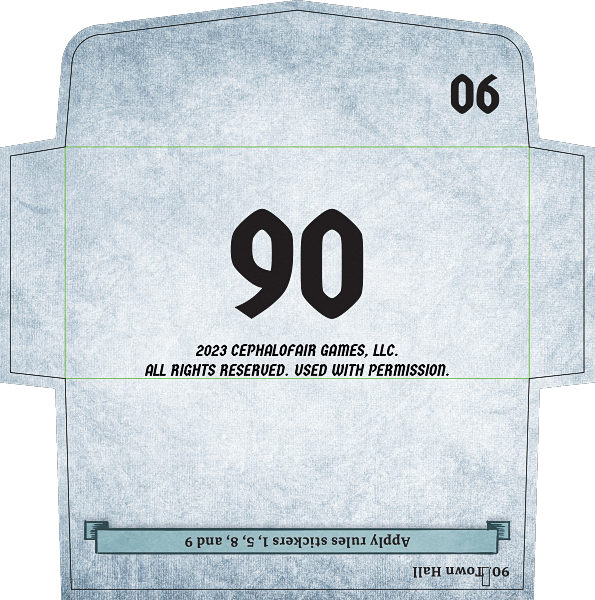 90
90
2023 CEPHALOFAIR GAMES, LLC.
ALL RIGHTS RESERVED. USED WITH PERMISSION.
Apply rules stickers 1, 5, 8, and 9
90 Town Hall